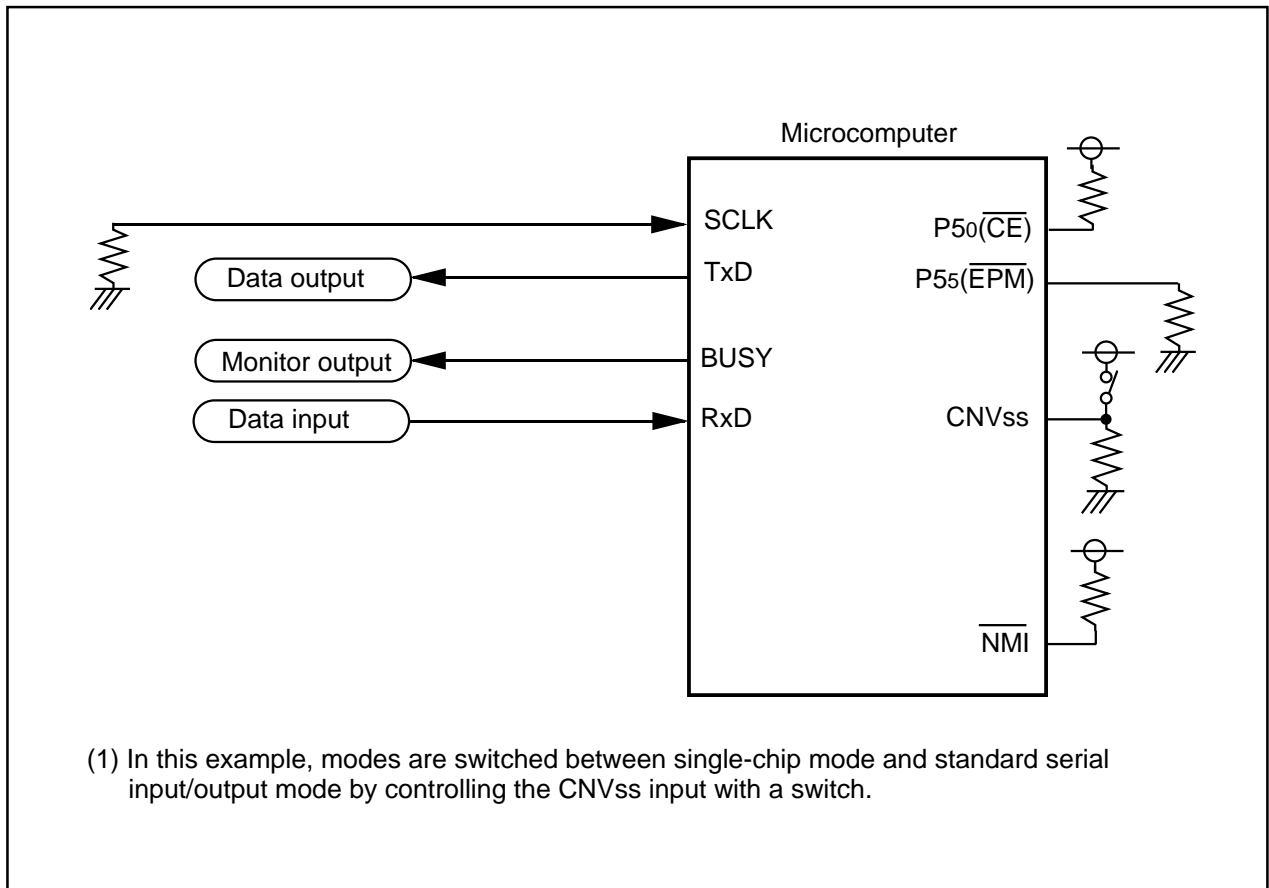 Microcomputer
SCLK
P50(CE)
Data output
TxD
P55(EPM)
Monitor output
BUSY
Data input
RxD
CNVss
NMI
(1) In this example, modes are switched between single-chip mode and standard serial
input/output mode by controlling the CNVss input with a switch.